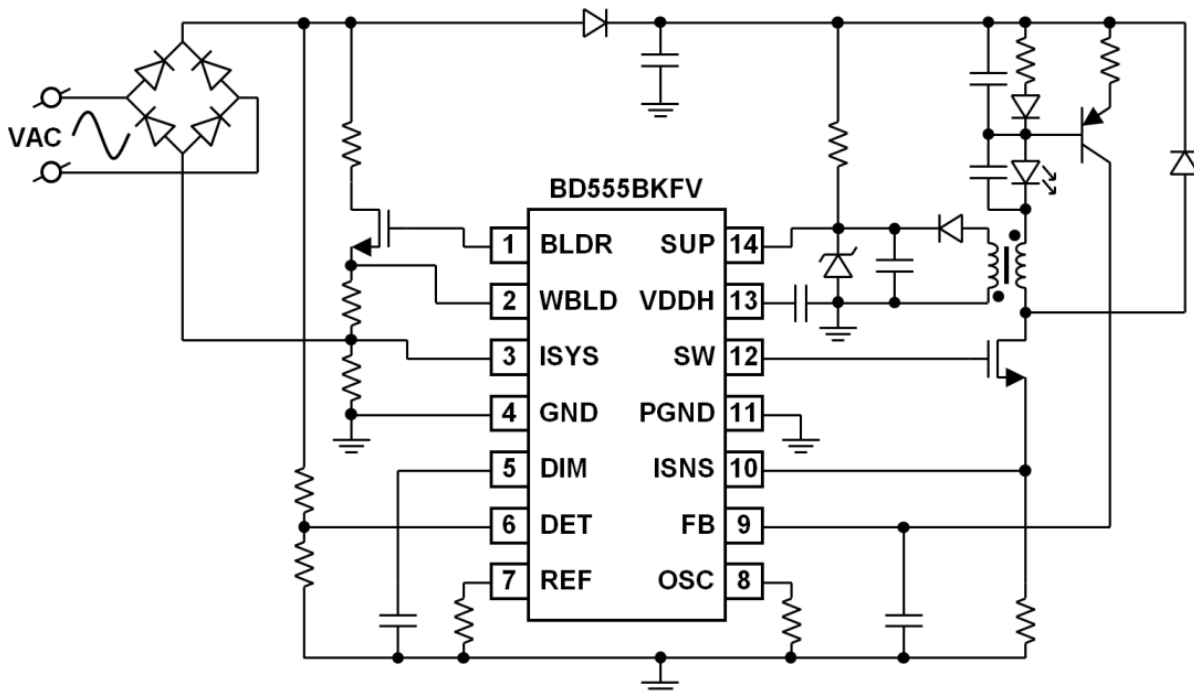 VAC
BD555BKFV
1 BLDR SUP 14
2 WBLD VDDH 13
3 ISYS SW 12
4 GND PGND 11
5 DIM ISNS 10
6 DET FB 9
7 REF OSC 8